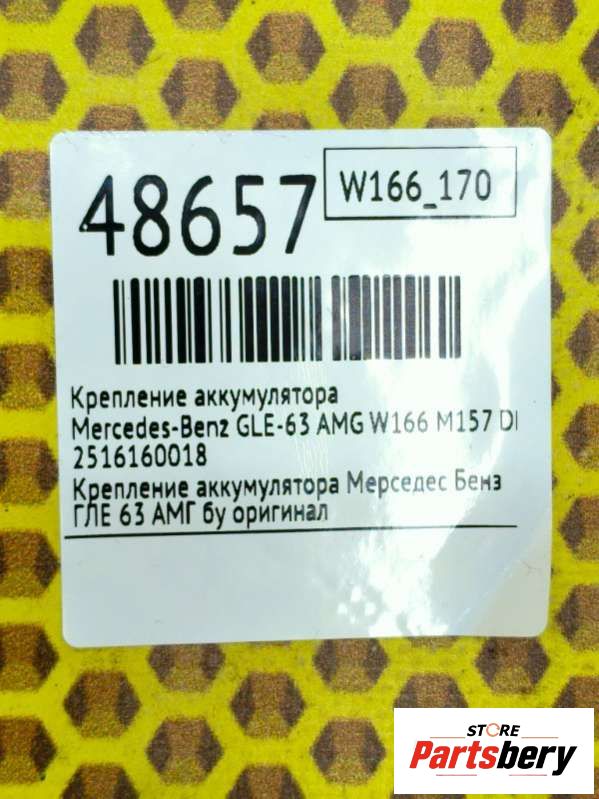 48657
W166_170
Крепление аккумулятора
Mercedes-Benz GLE-63 AMG W166 M157 DI
2516160018
Крепление аккумулятора Мерседес Бенз
ГЛЕ 63 АМГ бу оригинал
STORE
Partsbery